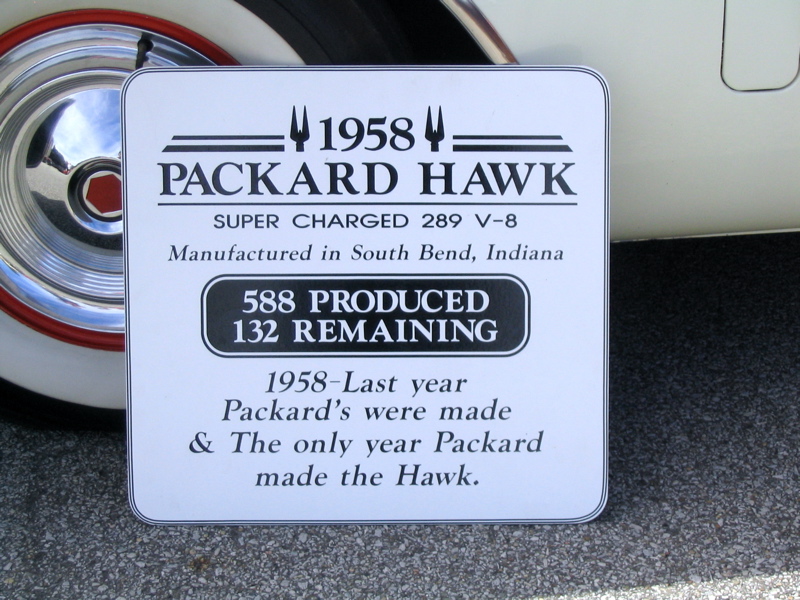 1958
PACKARD HAWK
SUPER CHARGED 289 V-8
Manufactured in South Bend, Indiana
588 PRODUCED
132 REMAINING
1958-Last year
Packard's were made
& The only year Packard
made the Hawk.